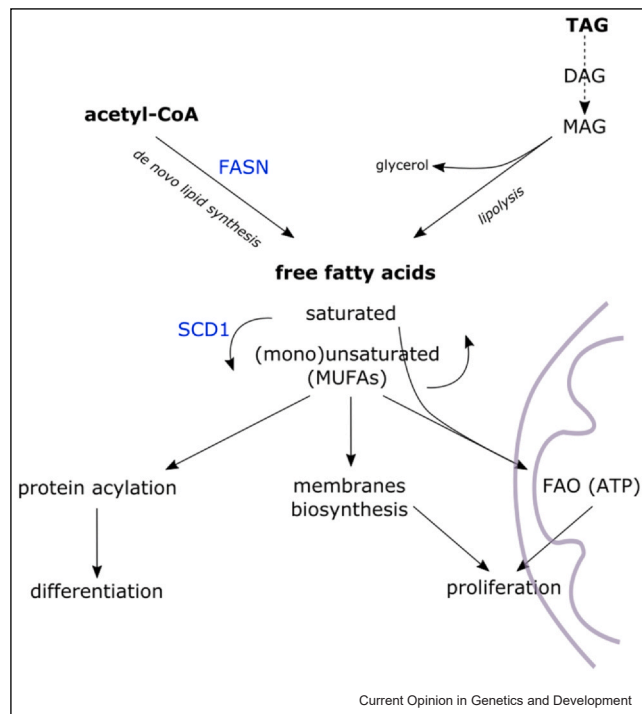 TAG
DAG
MAG
acetyl-CoA
FASN
de novo lipid synthesis
glycerol
lipolysis
free fatty acids
saturated
SCD1
(mono)unsaturated
(MUFAs)
protein acylation
membranes
biosynthesis
FAO (ATP)
differentiation
proliferation
Current Opinion in Genetics and Development